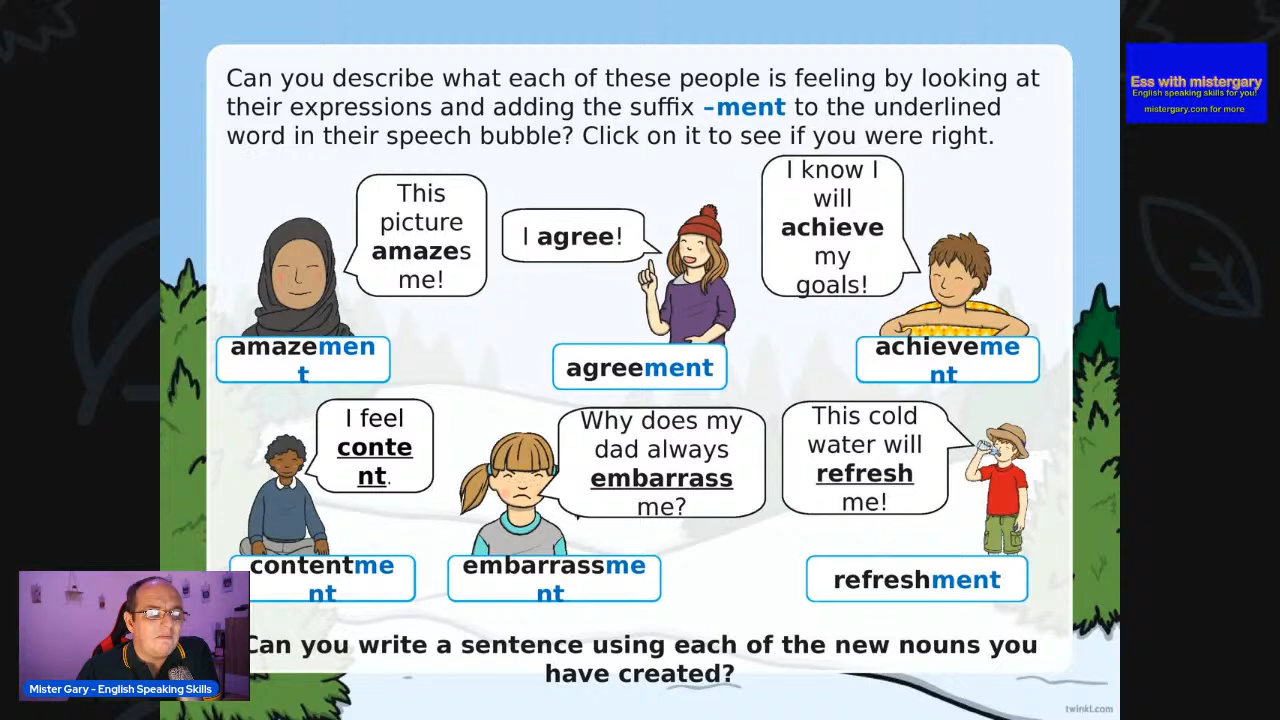 Can you describe what each of these people is feeling by looking at
their expressions and adding the suffix –ment to the underlined
word in their speech bubble? Click on it to see if you were right.
This
picture
amazes
me!
I agree!
I know I
will
achieve
my
goals!
amazemen
t
agreement
achieveme
nt
I feel
conte
nt.
Why does my
dad always
embarrass
me?
This cold
water will
refresh
me!
contentme
nt
embarrassme
nt
refreshment
Can you write a sentence using each of the new nouns you
have created?
Ess with mistergary
English speaking skills for you!
mistergary.com for more
Mister Gary - English Speaking Skills
twinkl.com